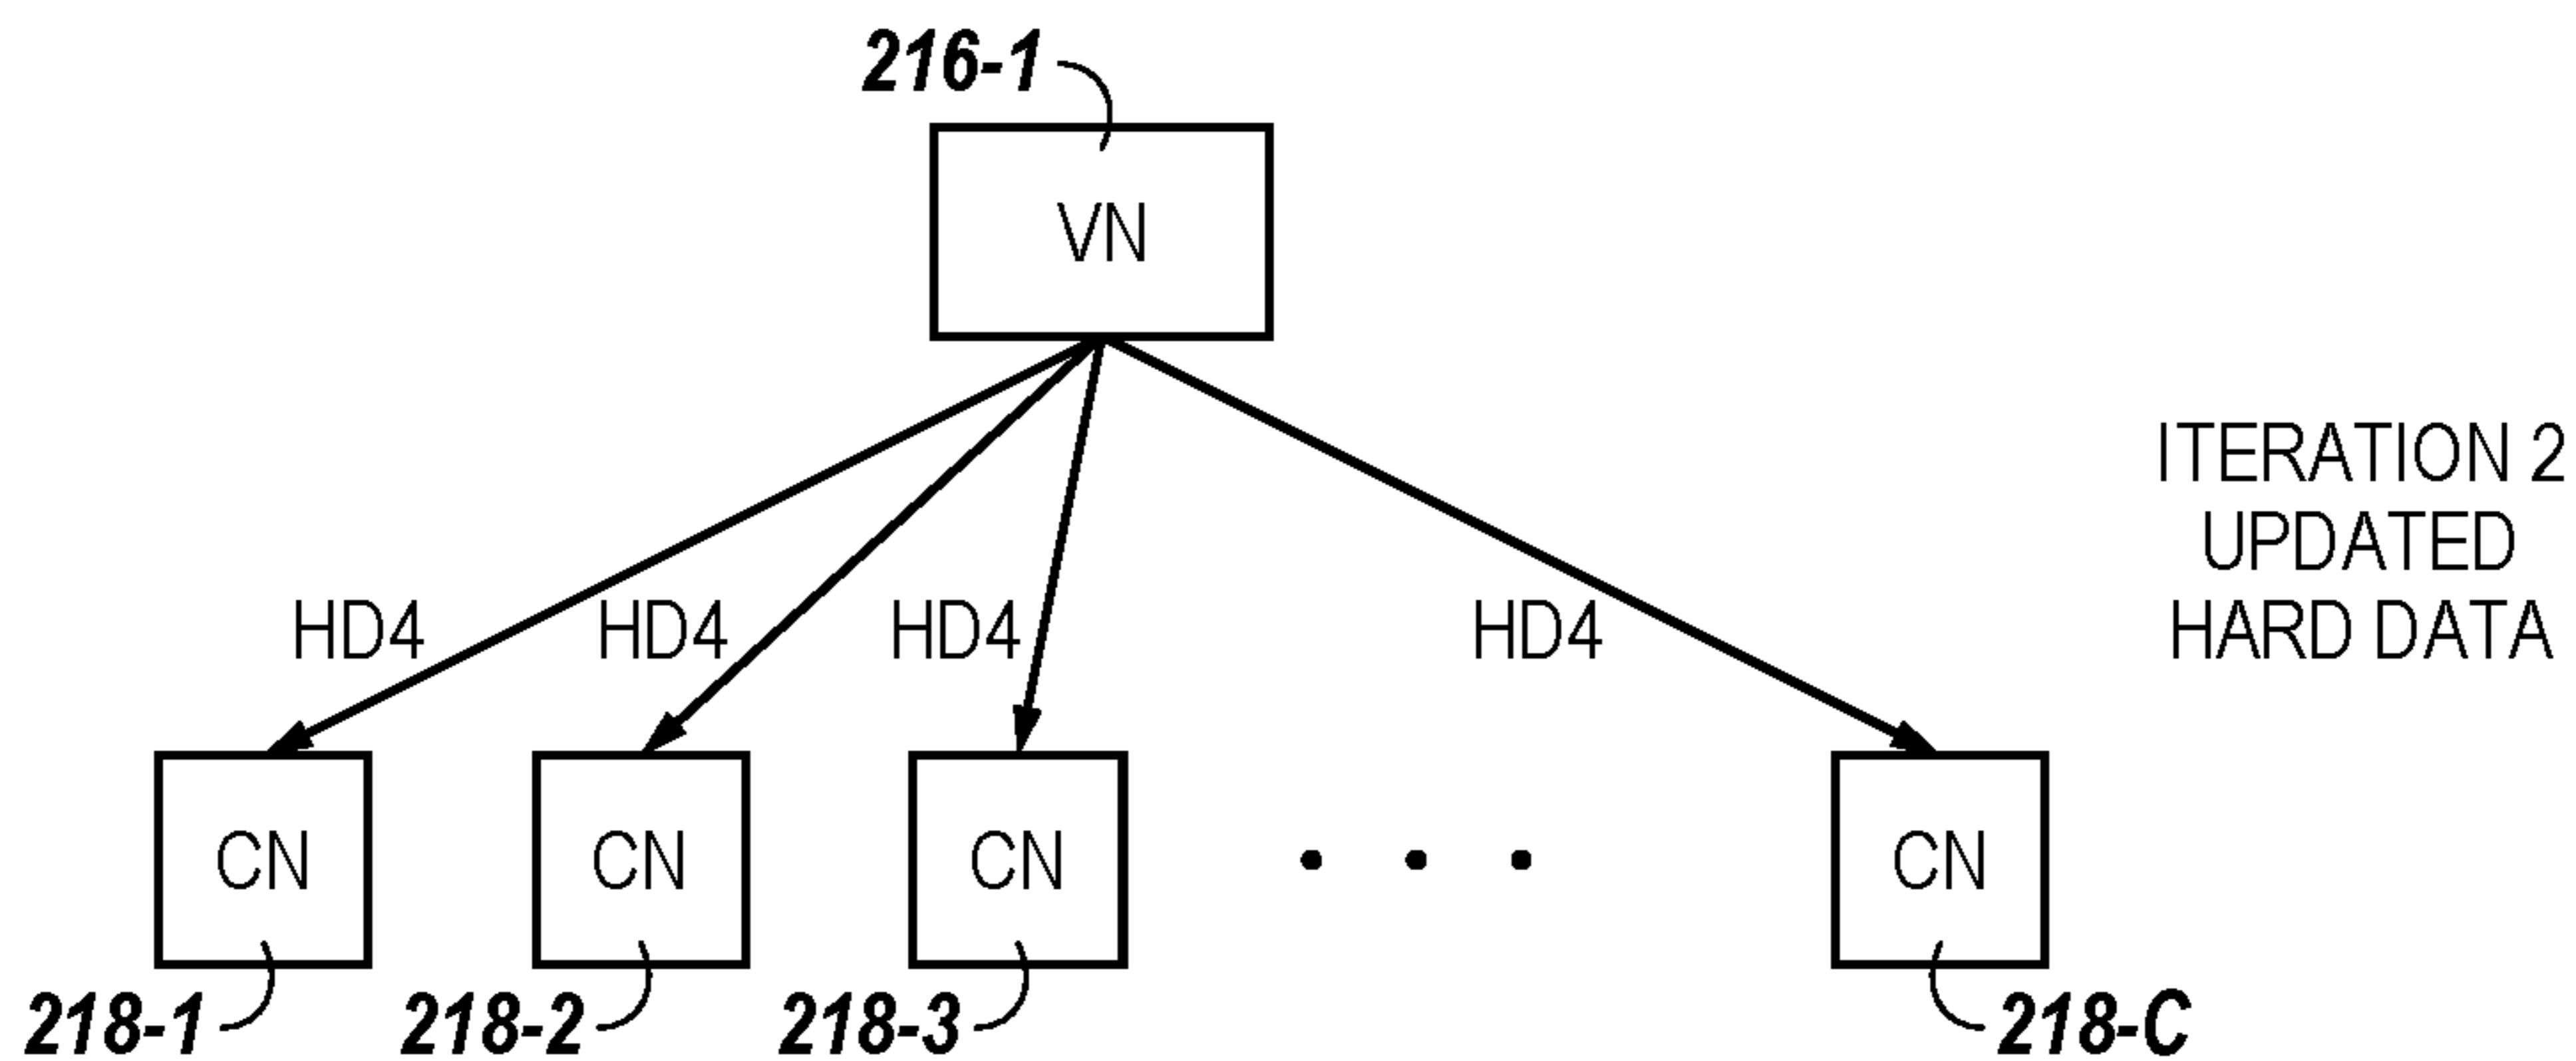 216-1
VN
ITERATION 2
UPDATED
HARD DATA
HD4 HD4 HD4 HD4
CN CN CN CN
218-1 218-2 218-3 218-C